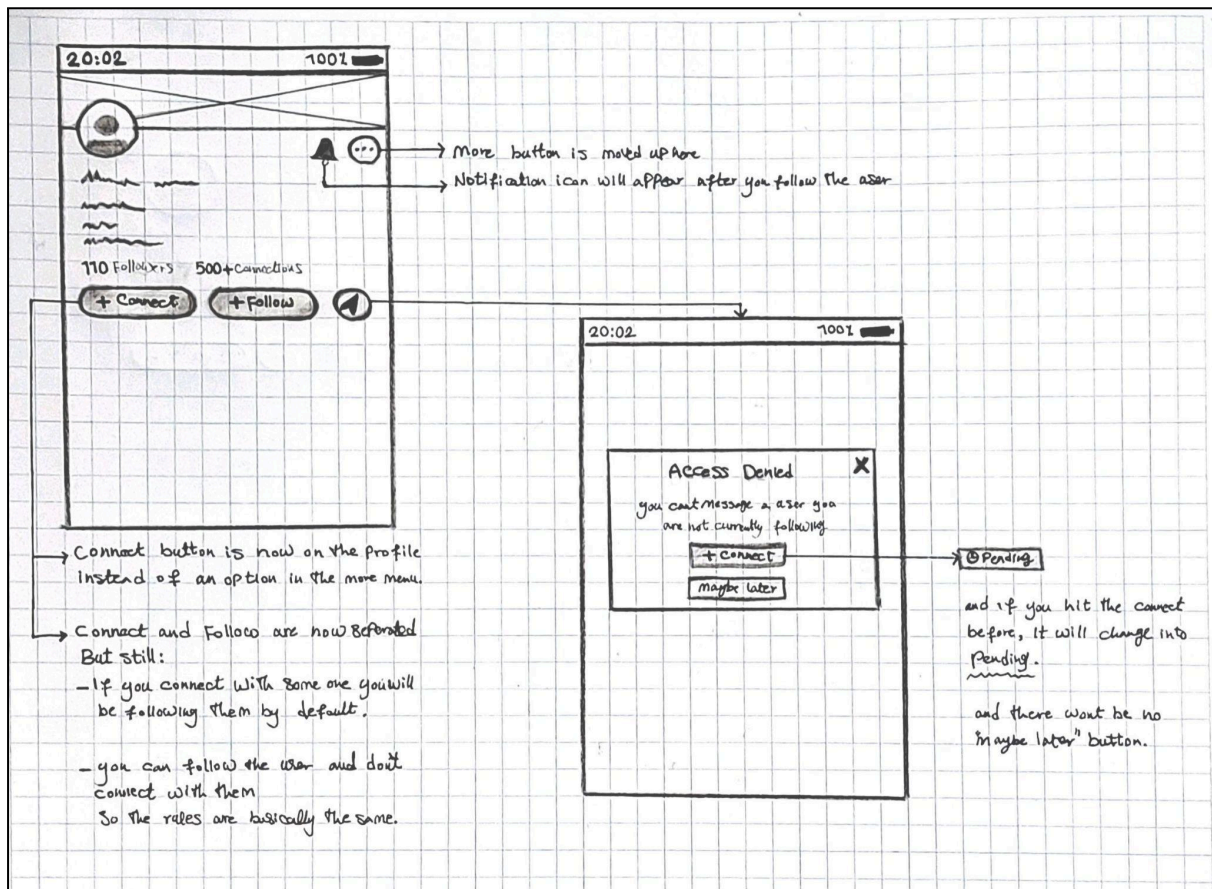 20:02 100%
More button is moved up here
Notification icon will appear after you follow the user
110 Followers 500+ Connections
+ Connect + Follow
Connect button is now on the profile
instead of an option in the more menu.
Connect and Follow are now seperated
But still:
- If you connect with some one you will
be following them by default.
- you can follow the user and don't
connect with them
So the rules are basically the same.
20:02 100%
Access Denied X
you cant message a user you
are not currently following
+ connect
maybe later
Pending
and if you hit the connect
before, it will change into
Pending.
and there wont be no
"maybe later" button.